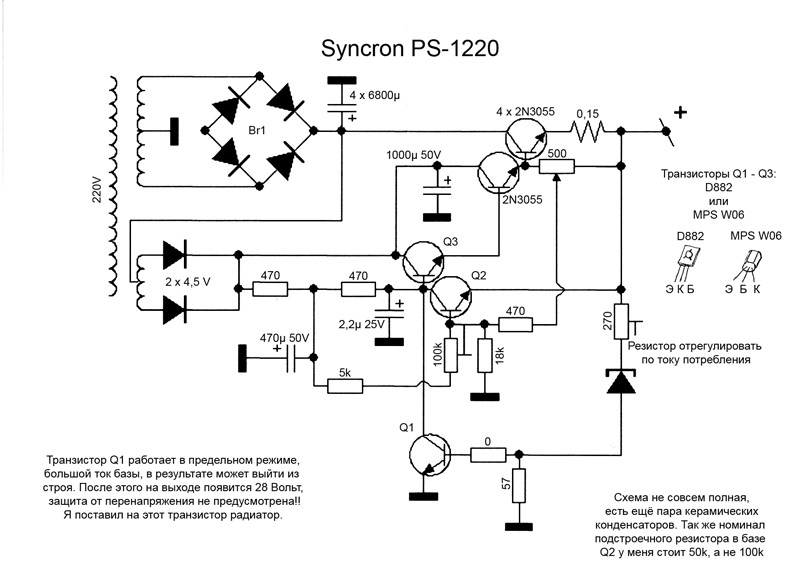 Syncron PS-1220
4 x 6800µ
4 x 2N3055
0,15
+
Br1
+
1000µ 50V
500
Транзисторы Q1 - Q3:
D882
или
MPS W06
220V
+
2N3055
D882
MPS W06
Q3
2 x 4,5 V
470
470
Q2
Э К Б
Э Б К
+
2,2µ 25V
470
270
470µ 50V
+
100k
18k
Резистор отрегулировать
по току потребления
5k
Q1
0
57
Транзистор Q1 работает в предельном режиме,
большой ток базы, в результате может выйти из
строя. После этого на выходе появится 28 Вольт,
защита от перенапряжения не предусмотрена!!
Я поставил на этот транзистор радиатор.
Схема не совсем полная,
есть ещё пара керамических
конденсаторов. Так же номинал
подстроечного резистора в базе
Q2 у меня стоит 50k, а не 100k